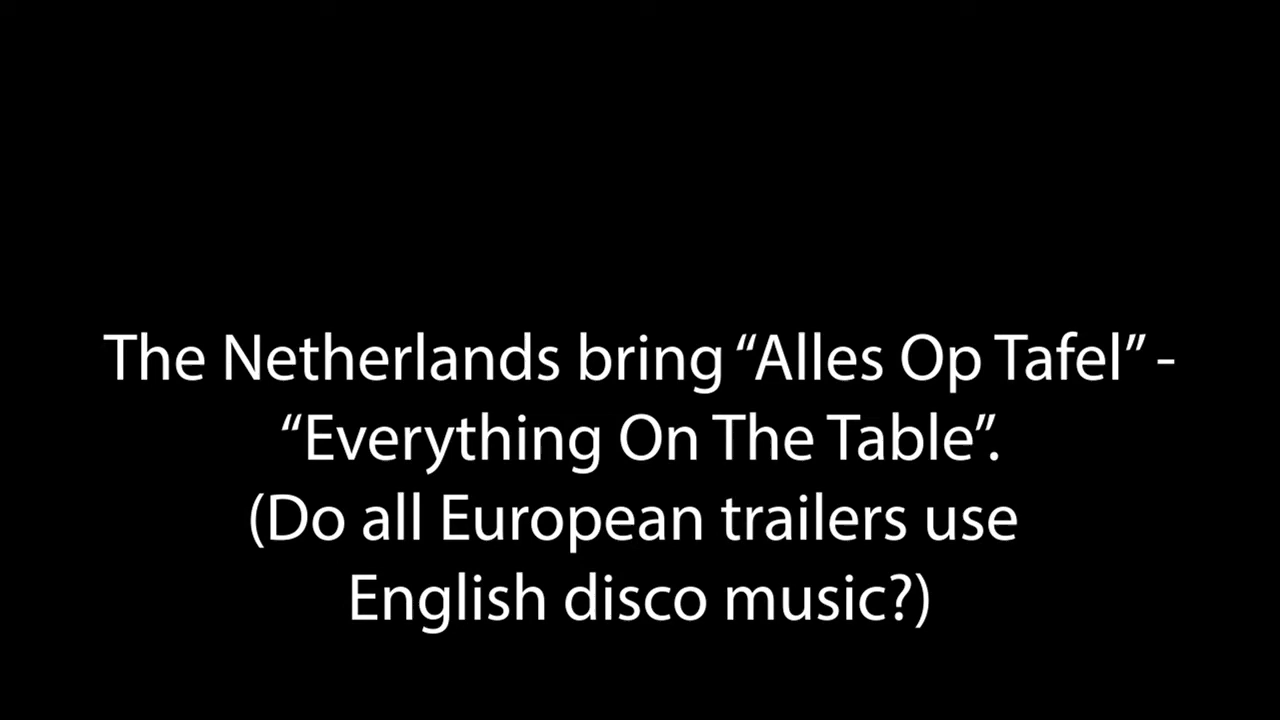 The Netherlands bring “Alles Op Tafel” -
“Everything On The Table”.
(Do all European trailers use
English disco music?)